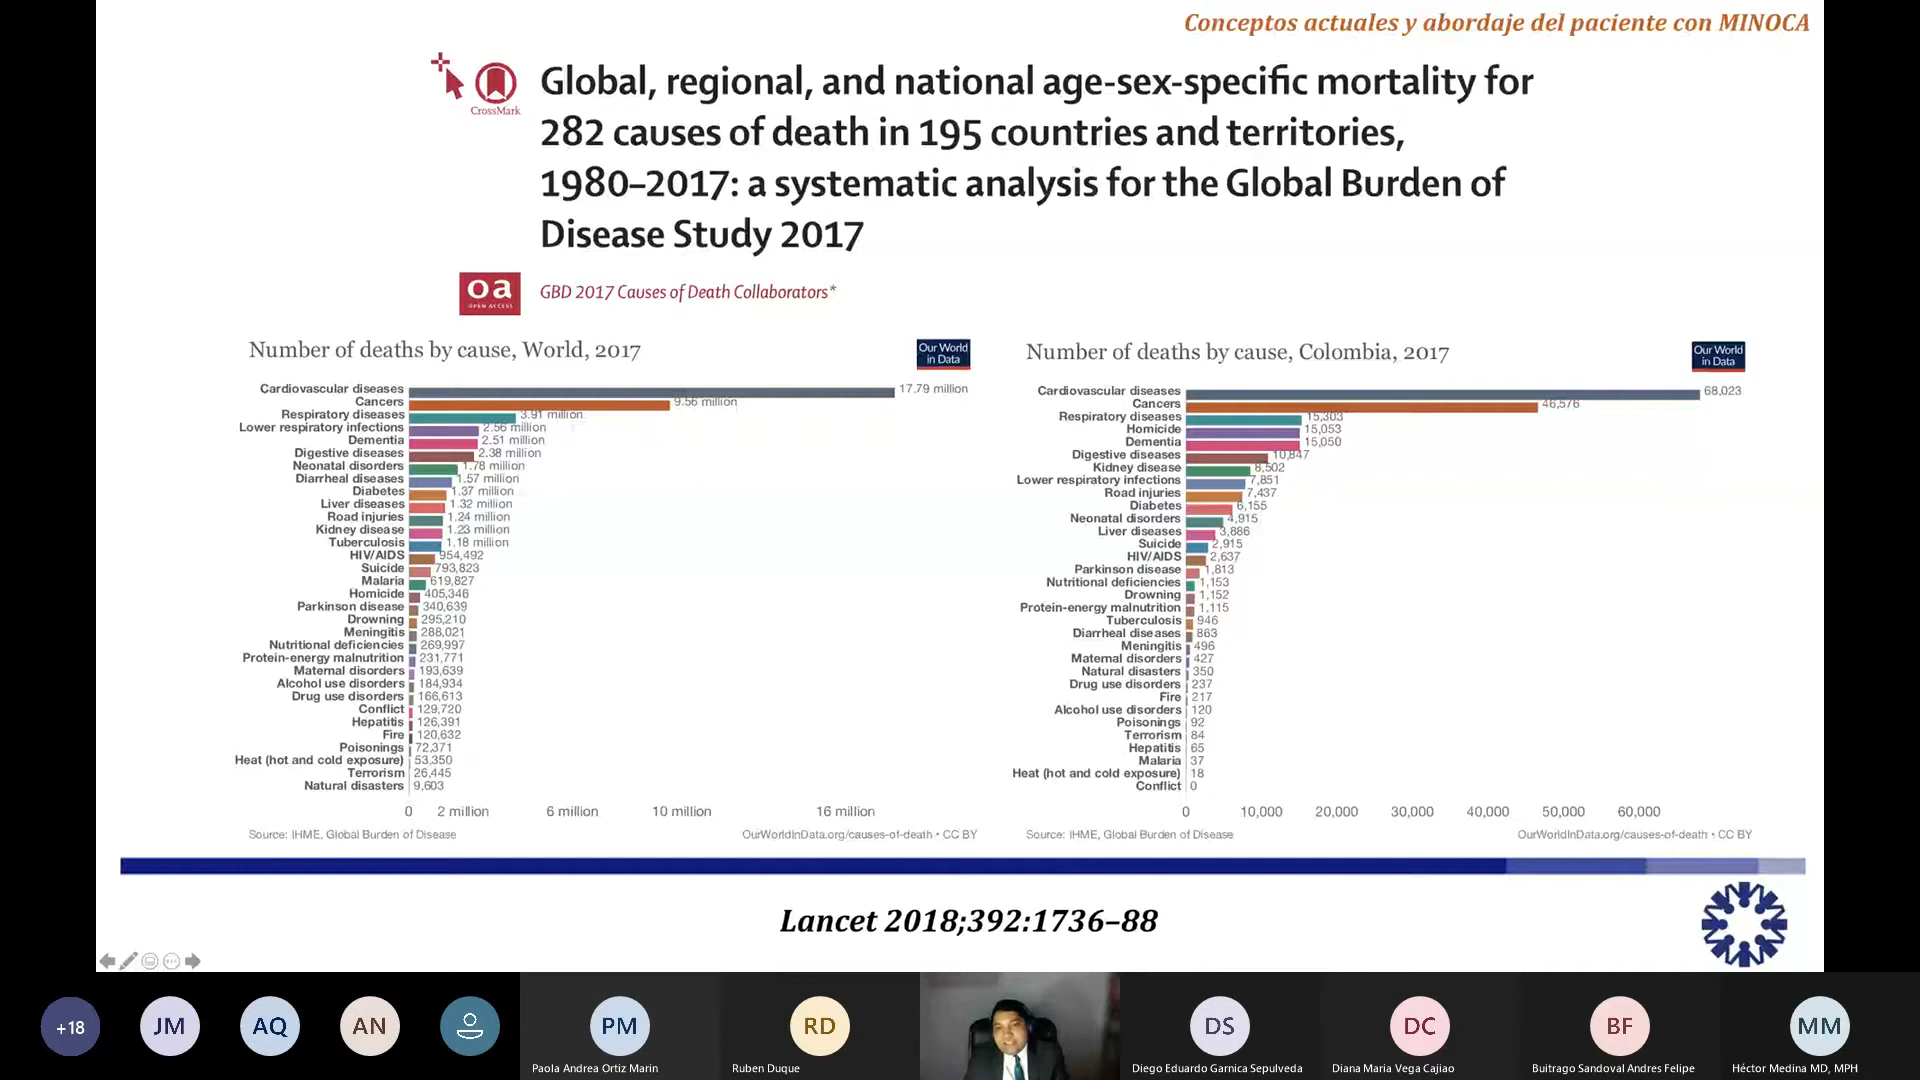 Conceptos actuales y abordaje del paciente con MINOCA
CrossMark
Global, regional, and national age-sex-specific mortality for
282 causes of death in 195 countries and territories,
1980–2017: a systematic analysis for the Global Burden of
Disease Study 2017
oa
OPEN ACCESS
GBD 2017 Causes of Death Collaborators*
Number of deaths by cause, World, 2017
Our World
in Data
Cardiovascular diseases 17.79 million
Cancers 9.56 million
Respiratory diseases 3.91 million
Lower respiratory infections 2.56 million
Dementia 2.51 million
Digestive diseases 2.38 million
Neonatal disorders 1.78 million
Diarrheal diseases 1.57 million
Diabetes 1.37 million
Liver diseases 1.32 million
Road injuries 1.24 million
Kidney disease 1.23 million
Tuberculosis 1.18 million
HIV/AIDS 954,492
Suicide 793,823
Malaria 619,827
Homicide 405,346
Parkinson disease 340,639
Drowning 295,210
Meningitis 288,021
Nutritional deficiencies 269,997
Protein-energy malnutrition 231,771
Maternal disorders 193,639
Alcohol use disorders 184,934
Drug use disorders 166,613
Conflict 129,720
Hepatitis 126,391
Fire 120,632
Poisonings 72,371
Heat (hot and cold exposure) 53,350
Terrorism 26,445
Natural disasters 9,603
0 2 million 6 million 10 million 16 million
Source: IHME, Global Burden of Disease
OurWorldInData.org/causes-of-death • CC BY
Number of deaths by cause, Colombia, 2017
Our World
in Data
Cardiovascular diseases 68,023
Cancers 46,576
Respiratory diseases 15,303
Homicide 15,053
Dementia 15,050
Digestive diseases 10,847
Kidney disease 8,502
Lower respiratory infections 7,851
Road injuries 7,437
Diabetes 6,155
Neonatal disorders 4,915
Liver diseases 3,886
Suicide 2,915
HIV/AIDS 2,637
Parkinson disease 1,813
Nutritional deficiencies 1,153
Drowning 1,152
Protein-energy malnutrition 1,115
Tuberculosis 946
Diarrheal diseases 863
Meningitis 496
Maternal disorders 427
Natural disasters 350
Drug use disorders 237
Fire 217
Alcohol use disorders 120
Poisonings 92
Terrorism 84
Hepatitis 65
Malaria 37
Heat (hot and cold exposure) 18
Conflict 0
0 10,000 20,000 30,000 40,000 50,000 60,000
Source: IHME, Global Burden of Disease
OurWorldInData.org/causes-of-death • CC BY
Lancet 2018;392:1736–88
+18 JM AQ AN PM RD DS DC BF MM
Paola Andrea Ortiz Marin
Ruben Duque
Diego Eduardo Garnica Sepulveda
Diana Maria Vega Cajiao
Buitrago Sandoval Andres Felipe
Héctor Medina MD, MPH